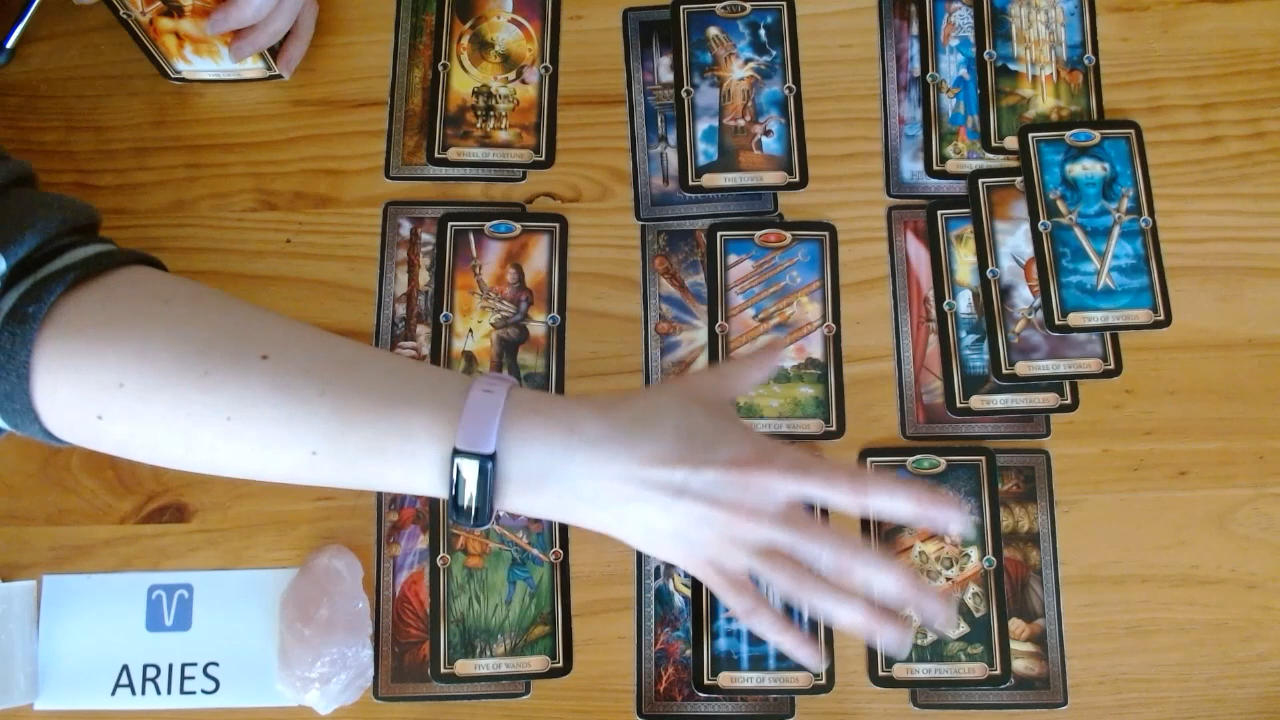 WHEEL OF FORTUNE
XVI
THE TOWER
TWO OF SWORDS
THREE OF SWORDS
TWO OF PENTACLES
EIGHT OF WANDS
FIVE OF WANDS
EIGHT OF SWORDS
TEN OF PENTACLES
ARIES